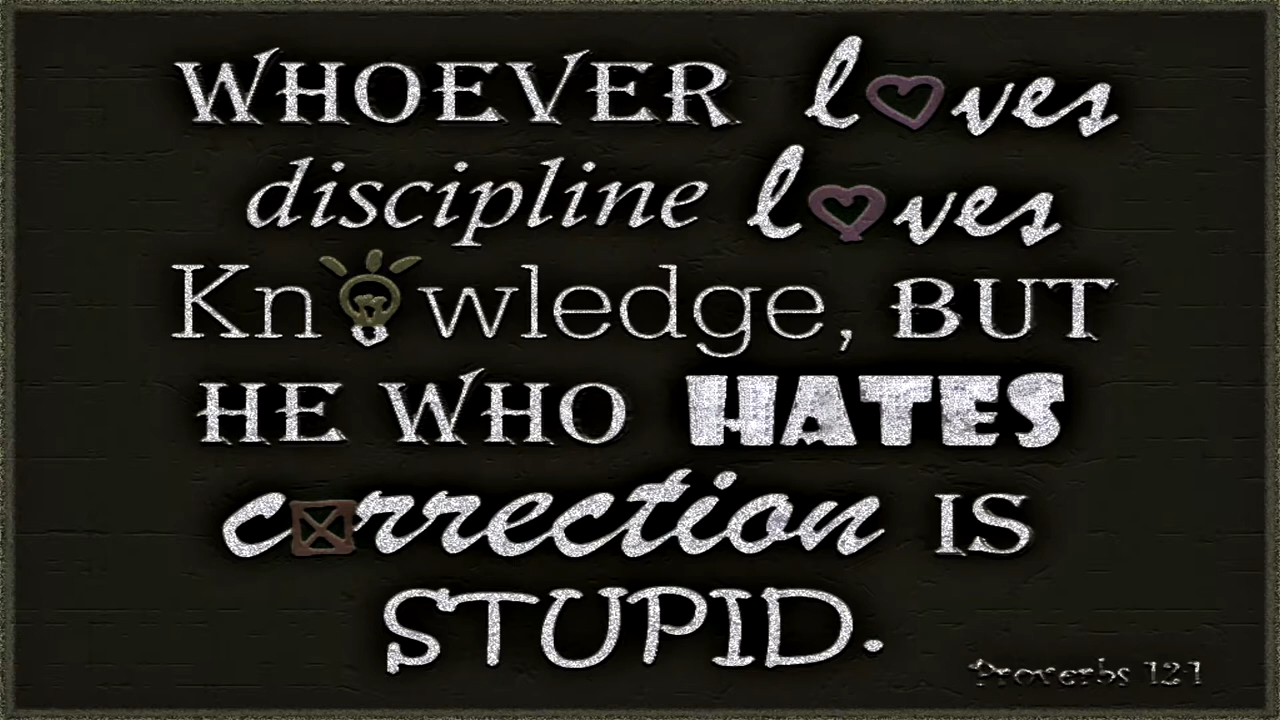 WHOEVER loves
discipline loves
Knowledge, BUT
HE WHO HATES
correction IS
STUPID.
Proverbs 12:1